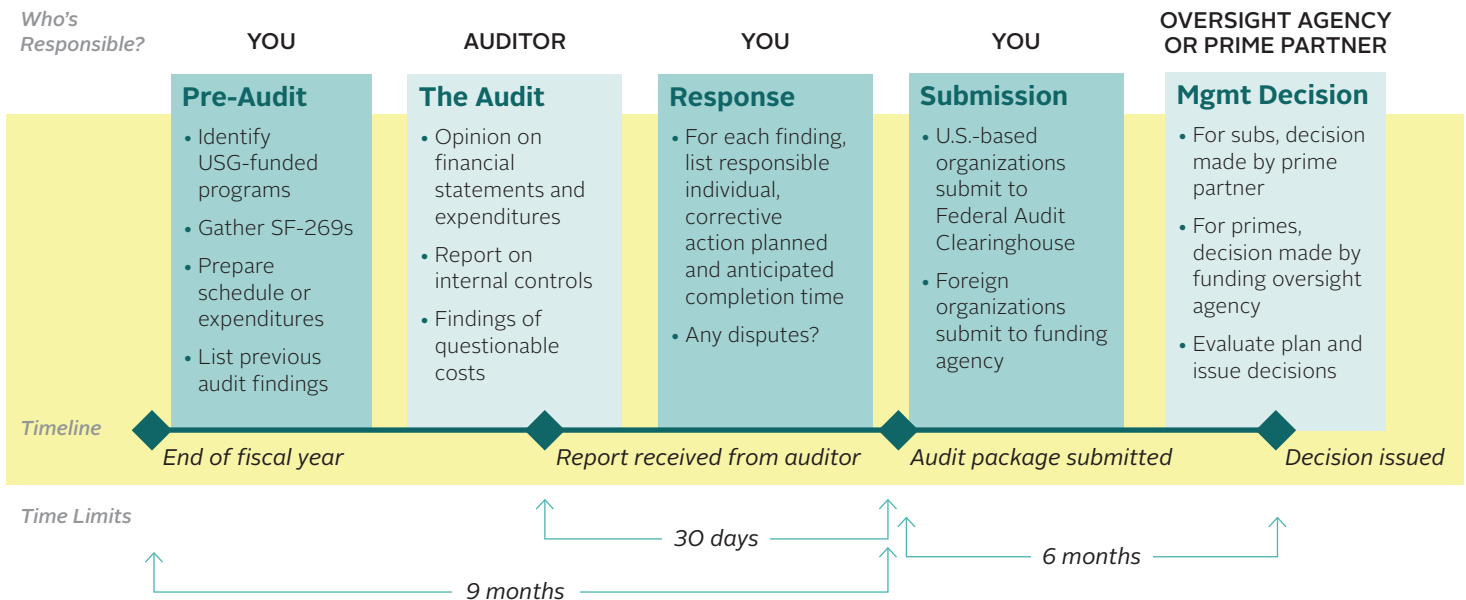 Who's
Responsible?
YOU
AUDITOR
YOU
YOU
OVERSIGHT AGENCY
OR PRIME PARTNER
Pre-Audit
• Identify
USG-funded
programs
• Gather SF-269s
• Prepare
schedule or
expenditures
• List previous
audit findings
The Audit
• Opinion on
financial
statements and
expenditures
• Report on
internal controls
• Findings of
questionable
costs
Response
• For each finding,
list responsible
individual,
corrective
action planned
and anticipated
completion time
• Any disputes?
Submission
• U.S.-based
organizations
submit to
Federal Audit
Clearinghouse
• Foreign
organizations
submit to funding
agency
Mgmt Decision
• For subs, decision
made by prime
partner
• For primes,
decision made by
funding oversight
agency
• Evaluate plan and
issue decisions
Timeline
End of fiscal year
Report received from auditor
Audit package submitted
Decision issued
Time Limits
30 days
6 months
9 months